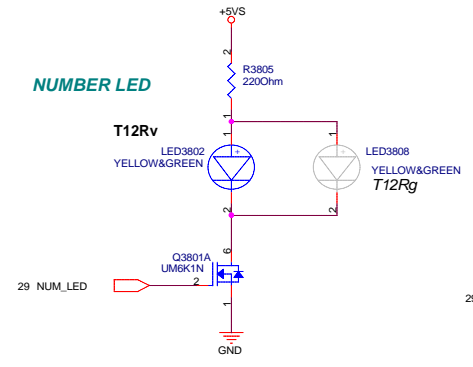 +5VS
2
R3805
220Ohm
NUMBER LED
1
T12Rv
1
1
LED3802
YELLOW&GREEN
+
+
LED3808
YELLOW&GREEN
T12Rg
2
2
Q3801A
UM6K1N
6
29 NUM_LED
2
29
1
GND